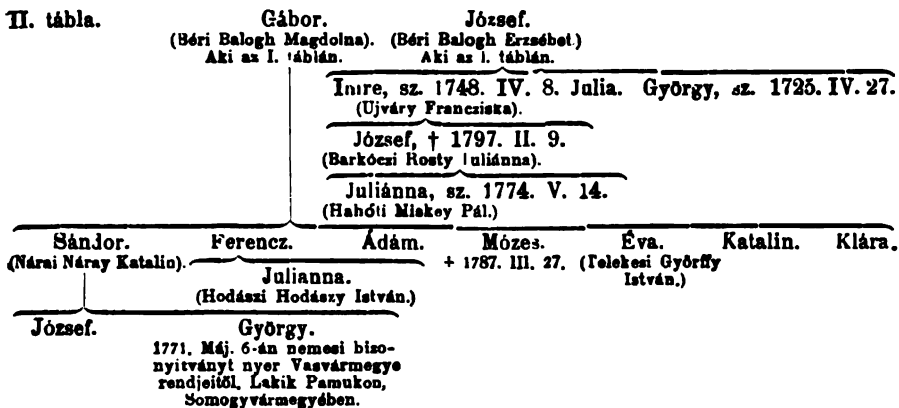 II. tábla.
Gábor. József.
(Béri Balogh Magdolna). (Béri Balogh Erzsébet.)
Aki az I. táblán. Aki az I. táblán.
Imre, sz. 1748. IV. 8. Julia. György, sz. 1725. IV. 27.
(Ujváry Francziska).
József, † 1797. II. 9.
(Barkóczi Rosty Juliánna).
Juliánna, sz. 1774. V. 14.
(Hahóti Miskey Pál.)
Sándor. Ferencz. Ádám. Mózes. Éva. Katalin. Klára.
(Nárai Náray Katalin). + 1787. III. 27. (Telekesi Győrffy
István.)
Julianna.
(Hodászi Hodászy István.)
József. György.
1771. Máj. 6-án nemesi bizo-
nyitványt nyer Vasvármegye
rendjeitől. Lakik Pamukon,
Somogyvármegyében.